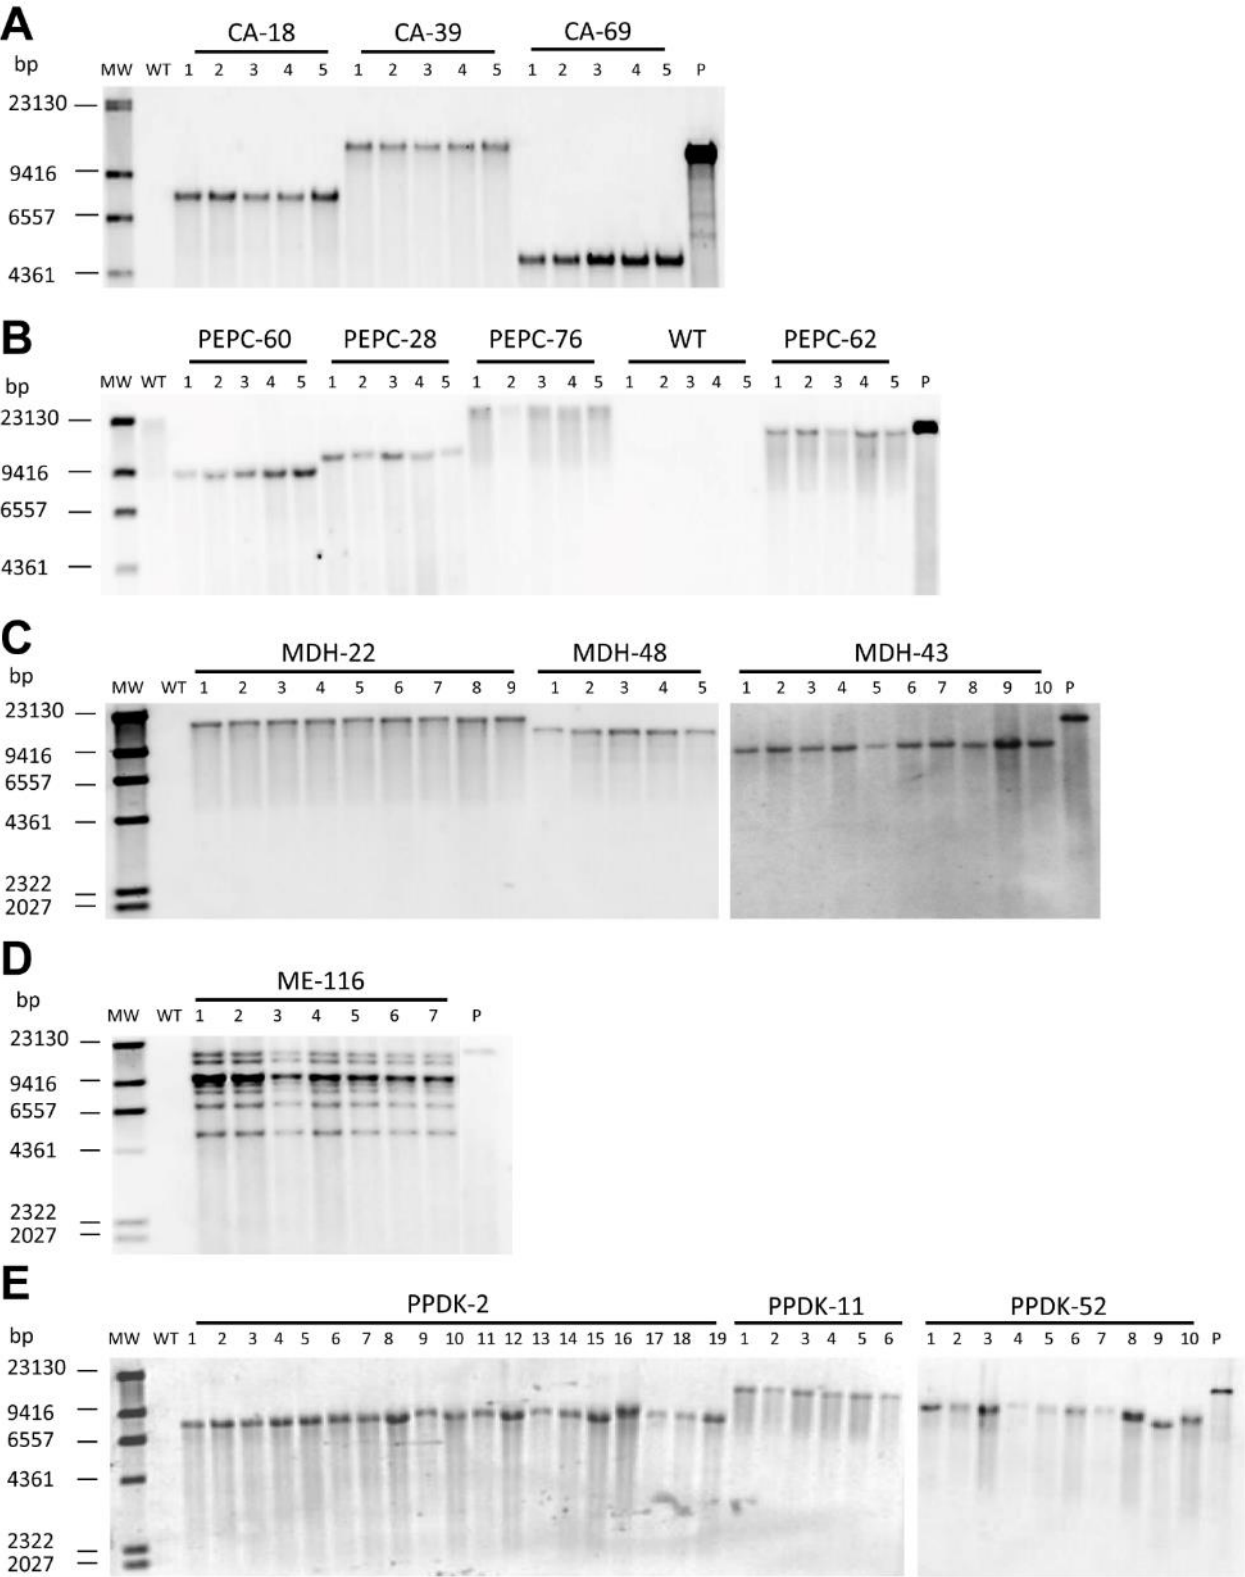 A
CA-18 CA-39 CA-69
bp MW WT 1 2 3 4 5 1 2 3 4 5 1 2 3 4 5 P
23130
9416
6557
4361
B
PEPC-60 PEPC-28 PEPC-76 WT PEPC-62
bp MW WT 1 2 3 4 5 1 2 3 4 5 1 2 3 4 5 1 2 3 4 5 1 2 3 4 5 P
23130
9416
6557
4361
C
MDH-22 MDH-48 MDH-43
bp MW WT 1 2 3 4 5 6 7 8 9 1 2 3 4 5 1 2 3 4 5 6 7 8 9 10 P
23130
9416
6557
4361
2322
2027
D
ME-116
bp MW WT 1 2 3 4 5 6 7 P
23130
9416
6557
4361
2322
2027
E
PPDK-2 PPDK-11 PPDK-52
bp MW WT 1 2 3 4 5 6 7 8 9 10 11 12 13 14 15 16 17 18 19 1 2 3 4 5 6 1 2 3 4 5 6 7 8 9 10 P
23130
9416
6557
4361
2322
2027